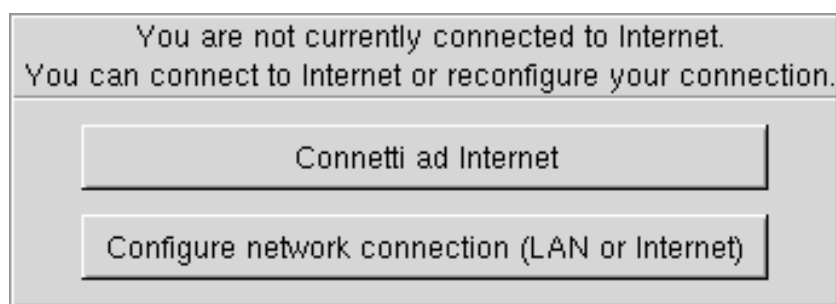 You are not currently connected to Internet.
You can connect to Internet or reconfigure your connection.
Connetti ad Internet
Configure network connection (LAN or Internet)